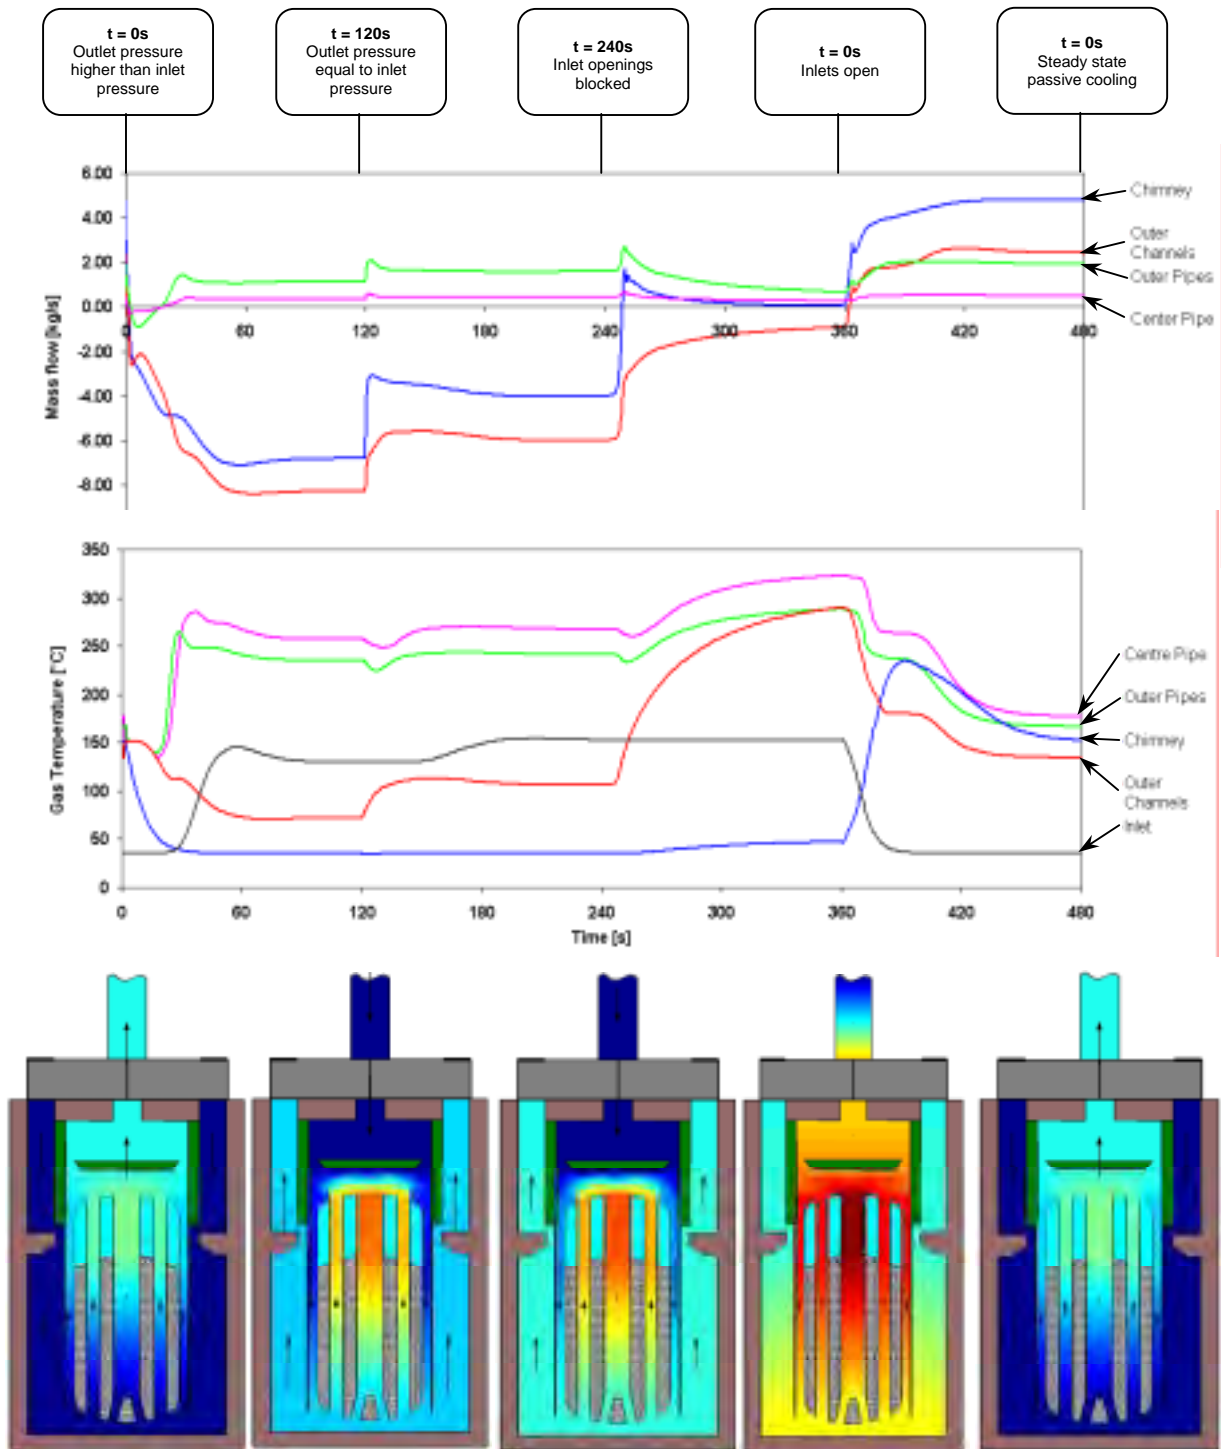 t = 0s
Outlet pressure
higher than inlet
pressure
t = 120s
Outlet pressure
equal to inlet
pressure
t = 240s
Inlet openings
blocked
t = 0s
Inlets open
t = 0s
Steady state
passive cooling
6.00
4.00
2.00
0.00
-2.00
-4.00
-6.00
-8.00
Mass flow [kg/s]
0
60
120
180
240
300
360
420
480
Chimney
Outer
Channels
Outer Pipes
Center Pipe
350
300
250
200
150
100
50
0
Gas Temperature [°C]
0
60
120
180
240
300
360
420
480
Time [s]
Centre Pipe
Outer Pipes
Chimney
Outer
Channels
Inlet